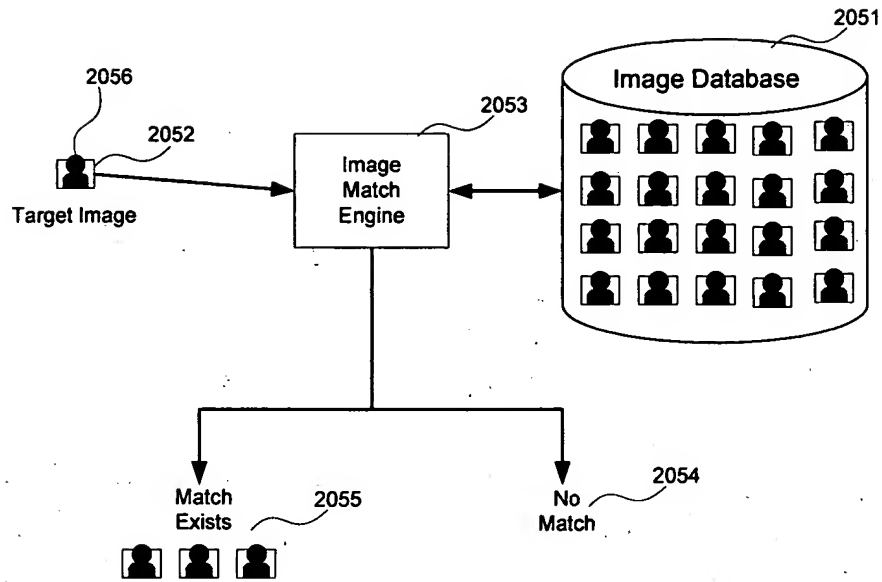 2051
Image Database
2056
2052
Target Image
2053
Image
Match
Engine
Match
Exists
2055
No
Match
2054